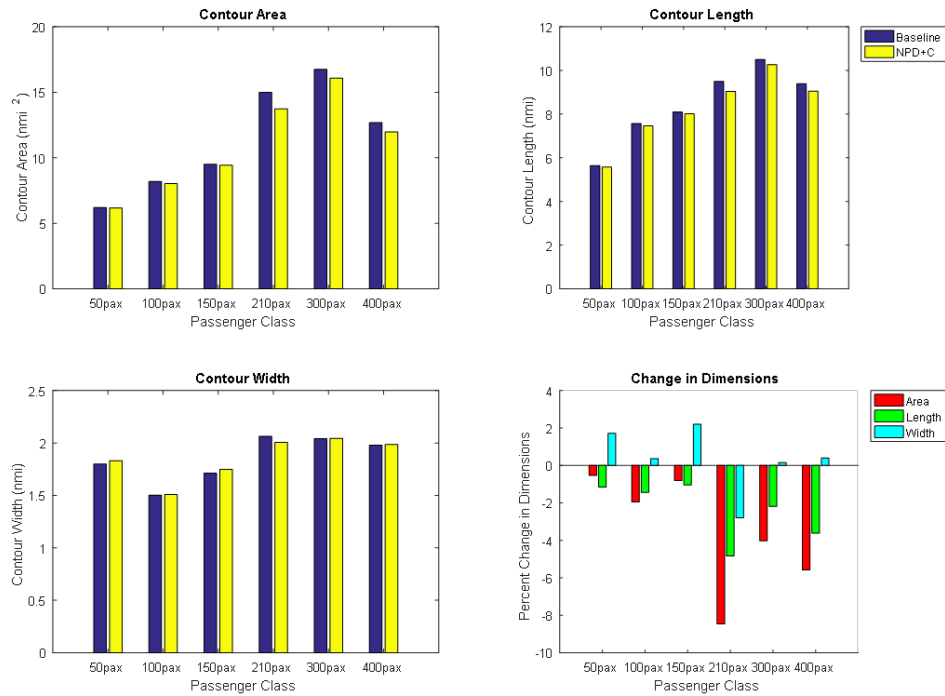 Contour Area
20
15
10
5
0
Contour Area (nmi 2)
50pax 100pax 150pax 210pax 300pax 400pax
Passenger Class
Contour Length
12
10
8
6
4
2
0
Contour Length (nmi)
50pax 100pax 150pax 210pax 300pax 400pax
Passenger Class
Baseline
NPD+C
Contour Width
2.5
2
1.5
1
0.5
0
Contour Width (nmi)
50pax 100pax 150pax 210pax 300pax 400pax
Passenger Class
Change in Dimensions
4
2
0
-2
-4
-6
-8
-10
Percent Change in Dimensions
50pax 100pax 150pax 210pax 300pax 400pax
Passenger Class
Area
Length
Width